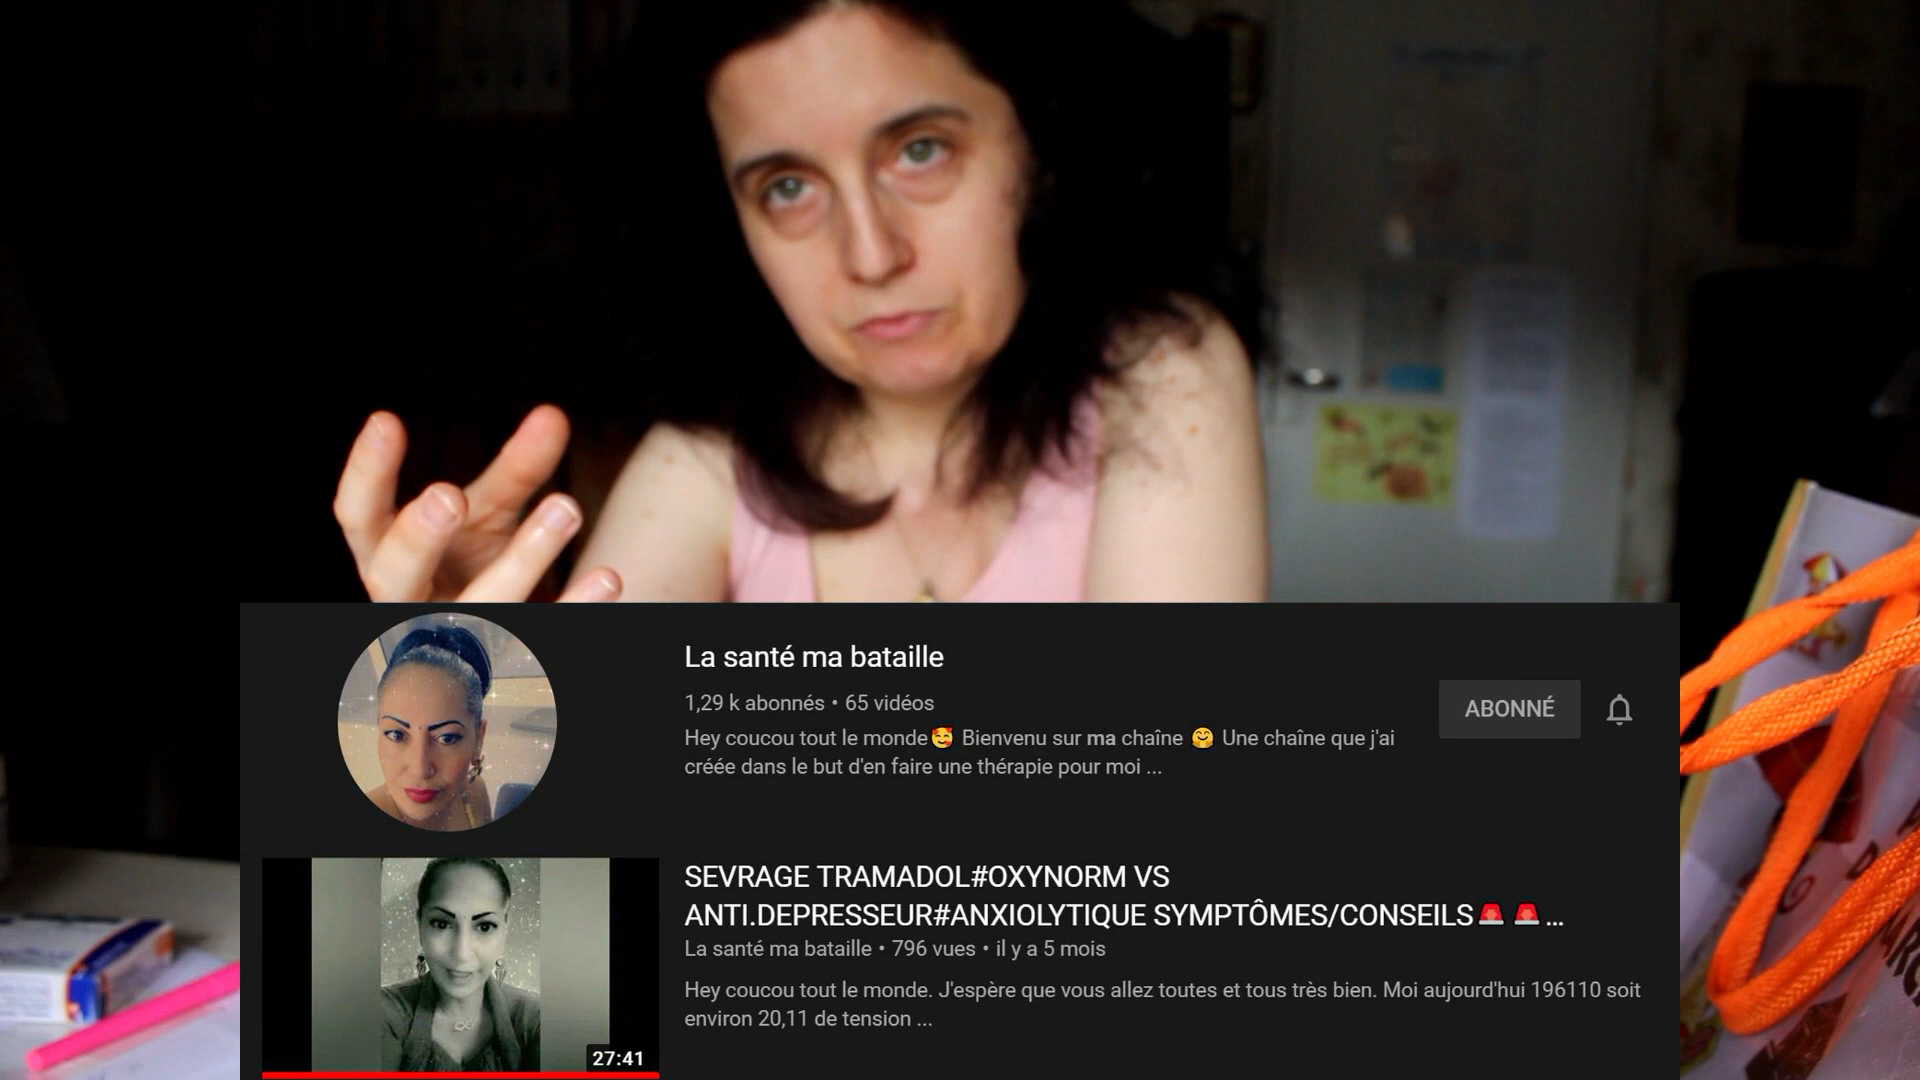 La santé ma bataille
1,29 k abonnés • 65 vidéos
ABONNÉ
Hey coucou tout le monde🥰 Bienvenu sur ma chaîne 🤗 Une chaîne que j'ai
créée dans le but d'en faire une thérapie pour moi ...
SEVRAGE TRAMADOL#OXYNORM VS
ANTI.DEPRESSEUR#ANXIOLYTIQUE SYMPTÔMES/CONSEILS🚨 🚨...
La santé ma bataille • 796 vues • il y a 5 mois
Hey coucou tout le monde. J'espère que vous allez toutes et tous très bien. Moi aujourd'hui 196110 soit
environ 20,11 de tension ...
27:41